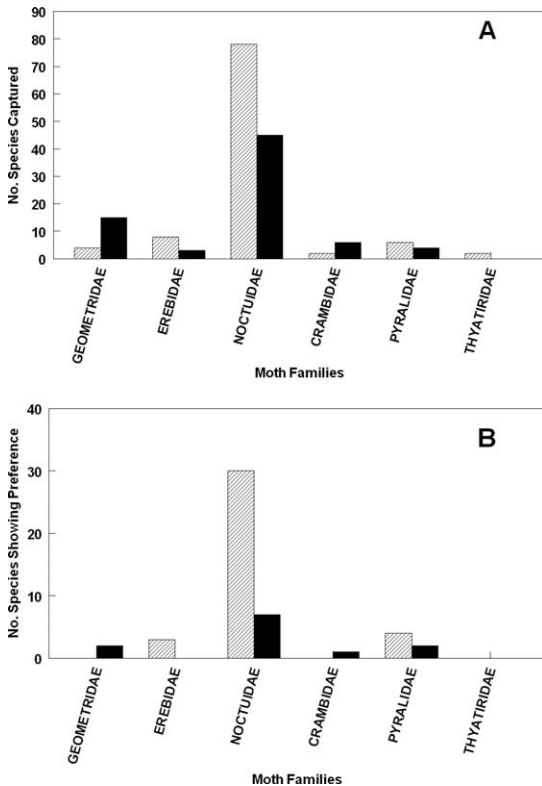 A
90
80
70
60
50
40
30
20
10
0
No. Species Captured
GEOMETRIDAE
EREBIDAE
NOCTUIDAE
CRAMBIDAE
PYRALIDAE
THYATIRIDAE
Moth Families
B
40
30
20
10
0
No. Species Showing Preference
GEOMETRIDAE
EREBIDAE
NOCTUIDAE
CRAMBIDAE
PYRALIDAE
THYATIRIDAE
Moth Families